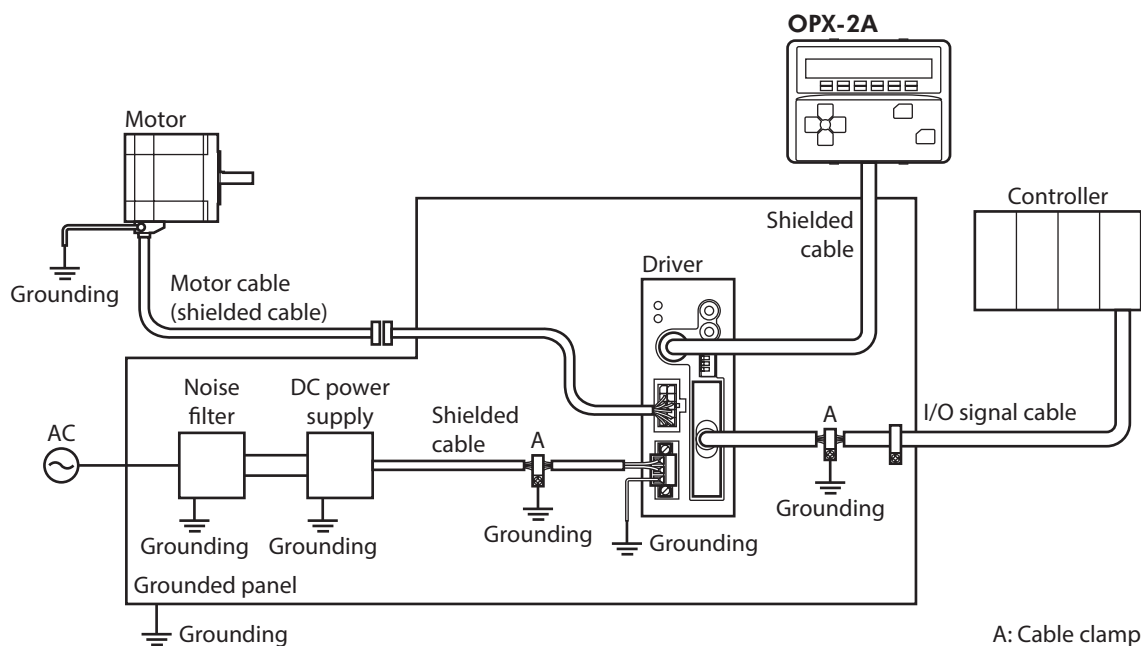 OPX-2A
Motor
Controller
Shielded
cable
Grounding
Driver
Motor cable
(shielded cable)
Noise
filter
DC power
supply
Shielded
cable
A
A
I/O signal cable
AC
Grounding
Grounding
Grounding
Grounding
Grounding
Grounded panel
Grounding
A: Cable clamp